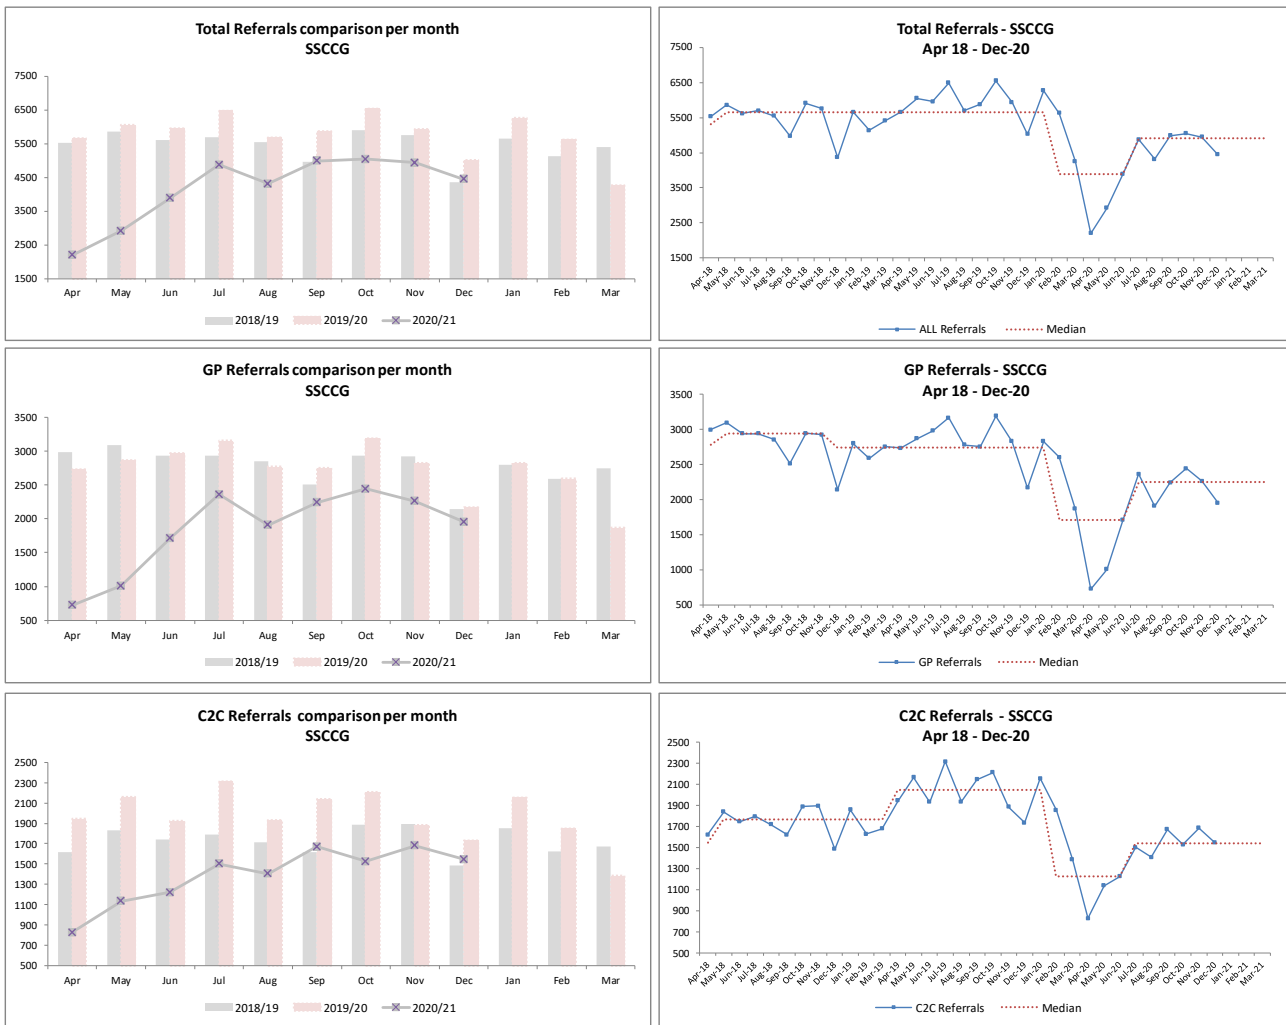 Total Referrals comparison per month
SSCCG
7500
6500
5500
4500
3500
2500
1500
Apr May Jun Jul Aug Sep Oct Nov Dec Jan Feb Mar
2018/19 2019/20 2020/21
Total Referrals - SSCCG
Apr 18 - Dec-20
7500
6500
5500
4500
3500
2500
1500
Apr-18 May-18 Jun-18 Jul-18 Aug-18 Sep-18 Oct-18 Nov-18 Dec-18 Jan-19 Feb-19 Mar-19 Apr-19 May-19 Jun-19 Jul-19 Aug-19 Sep-19 Oct-19 Nov-19 Dec-19 Jan-20 Feb-20 Mar-20 Apr-20 May-20 Jun-20 Jul-20 Aug-20 Sep-20 Oct-20 Nov-20 Dec-20 Jan-21 Feb-21 Mar-21
ALL Referrals Median
GP Referrals comparison per month
SSCCG
3500
3000
2500
2000
1500
1000
500
Apr May Jun Jul Aug Sep Oct Nov Dec Jan Feb Mar
2018/19 2019/20 2020/21
GP Referrals - SSCCG
Apr 18 - Dec-20
3500
3000
2500
2000
1500
1000
500
Apr-18 May-18 Jun-18 Jul-18 Aug-18 Sep-18 Oct-18 Nov-18 Dec-18 Jan-19 Feb-19 Mar-19 Apr-19 May-19 Jun-19 Jul-19 Aug-19 Sep-19 Oct-19 Nov-19 Dec-19 Jan-20 Feb-20 Mar-20 Apr-20 May-20 Jun-20 Jul-20 Aug-20 Sep-20 Oct-20 Nov-20 Dec-20 Jan-21 Feb-21 Mar-21
GP Referrals Median
C2C Referrals comparison per month
SSCCG
2500
2300
2100
1900
1700
1500
1300
1100
900
700
500
Apr May Jun Jul Aug Sep Oct Nov Dec Jan Feb Mar
2018/19 2019/20 2020/21
C2C Referrals - SSCCG
Apr 18 - Dec-20
2500
2300
2100
1900
1700
1500
1300
1100
900
700
500
Apr-18 May-18 Jun-18 Jul-18 Aug-18 Sep-18 Oct-18 Nov-18 Dec-18 Jan-19 Feb-19 Mar-19 Apr-19 May-19 Jun-19 Jul-19 Aug-19 Sep-19 Oct-19 Nov-19 Dec-19 Jan-20 Feb-20 Mar-20 Apr-20 May-20 Jun-20 Jul-20 Aug-20 Sep-20 Oct-20 Nov-20 Dec-20 Jan-21 Feb-21 Mar-21
C2C Referrals Median